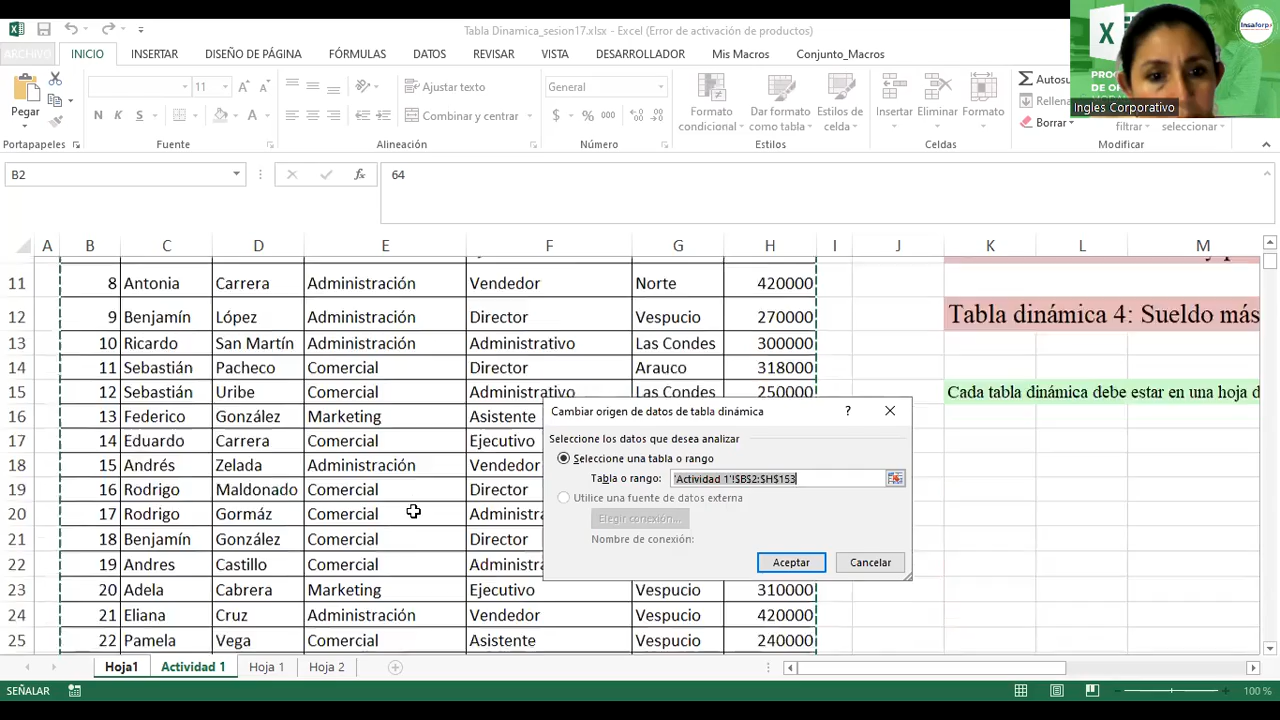 Tabla Dinamica_sesion17.xlsx - Excel (Error de activación de productos)
ARCHIVO INICIO INSERTAR DISEÑO DE PÁGINA FÓRMULAS DATOS REVISAR VISTA DESARROLLADOR Mis Macros Conjunto_Macros
Insaforp
Ingles Corporativo
Pegar
11
N K S
Ajustar texto
Combinar y centrar
General
$ % 000
Formato condicional
Dar formato como tabla
Estilos de celda
Insertar
Eliminar
Formato
Autosu
Rellena
Borrar
filtrar
seleccionar
Portapapeles Fuente Alineación Número Estilos Celdas Modificar
B2 fx 64
A B C D E F G H I J K L M
11 8 Antonia Carrera Administración Vendedor Norte 420000
12 9 Benjamín López Administración Director Vespucio 270000 Tabla dinámica 4: Sueldo más
13 10 Ricardo San Martín Administración Administrativo Las Condes 300000
14 11 Sebastián Pacheco Comercial Director Arauco 318000
15 12 Sebastián Uribe Comercial Administrativo Las Condes 250000 Cada tabla dinámica debe estar en una hoja d
16 13 Federico González Marketing Asistente
17 14 Eduardo Carrera Comercial Ejecutivo
18 15 Andrés Zelada Administración Vendedor
19 16 Rodrigo Maldonado Comercial Director
20 17 Rodrigo Gormáz Comercial Administra
21 18 Benjamín González Comercial Director
22 19 Andres Castillo Comercial Administra
23 20 Adela Cabrera Marketing Ejecutivo Vespucio 310000
24 21 Eliana Cruz Administración Vendedor Vespucio 420000
25 22 Pamela Vega Comercial Asistente Vespucio 240000
Cambiar origen de datos de tabla dinámica ?
Seleccione los datos que desea analizar
Seleccione una tabla o rango
Tabla o rango: 'Actividad 1'!$B$2:$H$153
Utilice una fuente de datos externa
Elegir conexión...
Nombre de conexión:
Aceptar Cancelar
Hoja1 Actividad 1 Hoja 1 Hoja 2
SEÑALAR 100 %